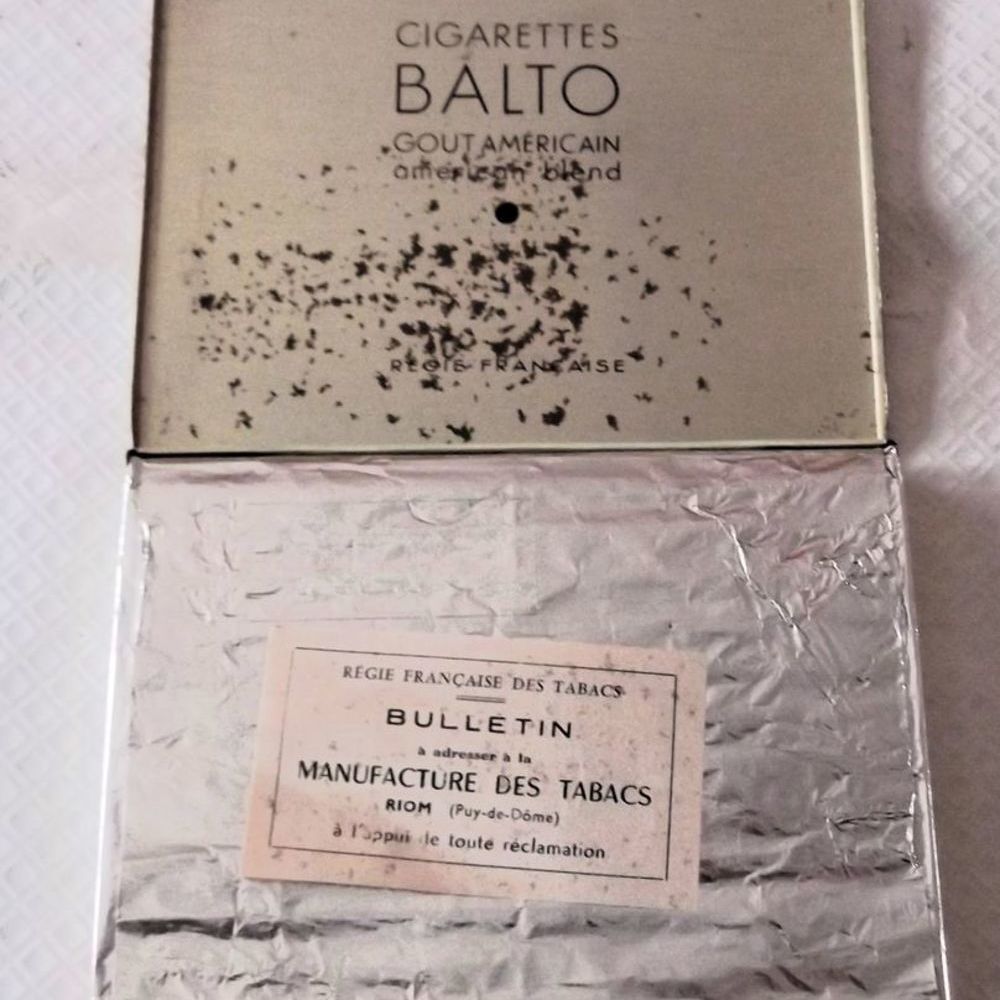 CIGARETTES
BALTO
GOUT AMÉRICAIN
american blend
RÉGIE FRANÇAISE
RÉGIE FRANÇAISE DES TABACS
BULLETIN
à adresser à la
MANUFACTURE DES TABACS
RIOM (Puy-de-Dôme)
à l'appui de toute réclamation